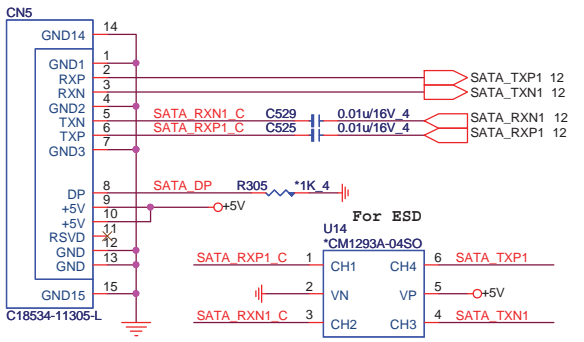 CN5
GND14 14
GND1 1
RXP 2 SATA_TXP1 12
RXN 3 SATA_TXN1 12
GND2 4
TXN 5 SATA_RXN1_C C529 0.01u/16V_4 SATA_RXN1 12
TXP 6 SATA_RXP1_C C525 0.01u/16V_4 SATA_RXP1 12
GND3 7
DP 8 SATA_DP R305 *1K_4
+5V 9 +5V
+5V 10
RSVD 11
GND 12
GND 13
GND15 15
C18534-11305-L
For ESD
U14
*CM1293A-04SO
SATA_RXP1_C 1 CH1 CH4 6 SATA_TXP1
2 VN VP 5 +5V
SATA_RXN1_C 3 CH2 CH3 4 SATA_TXN1